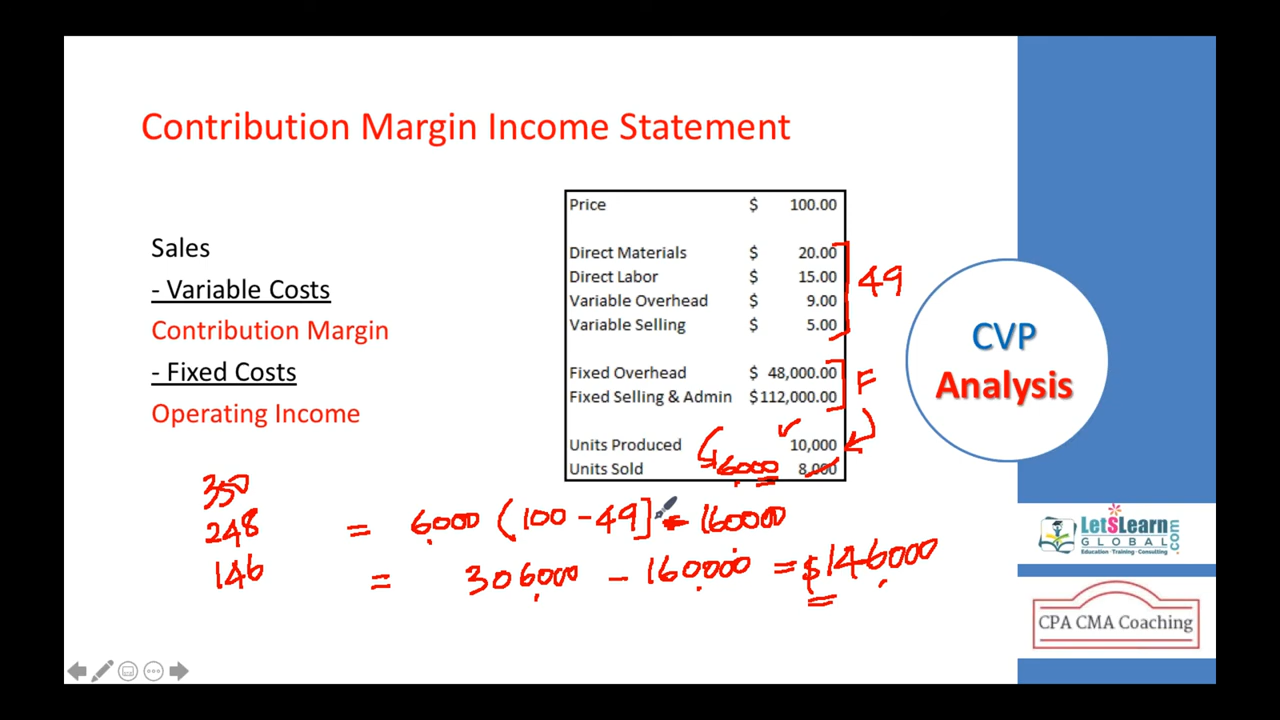 Contribution Margin Income Statement
Sales
- Variable Costs
Contribution Margin
- Fixed Costs
Operating Income
Price $ 100.00
Direct Materials $ 20.00
Direct Labor $ 15.00
Variable Overhead $ 9.00
Variable Selling $ 5.00
49
Fixed Overhead $ 48,000.00
Fixed Selling & Admin $112,000.00
F
Units Produced 10,000
Units Sold 6000 8,000
350
248
146
= 6000 (100 - 49] - 160000
= 306000 - 160000 = $146000
CVP
Analysis
LetSLearn
GLOBAL
Education • Training • Consulting
CPA CMA Coaching